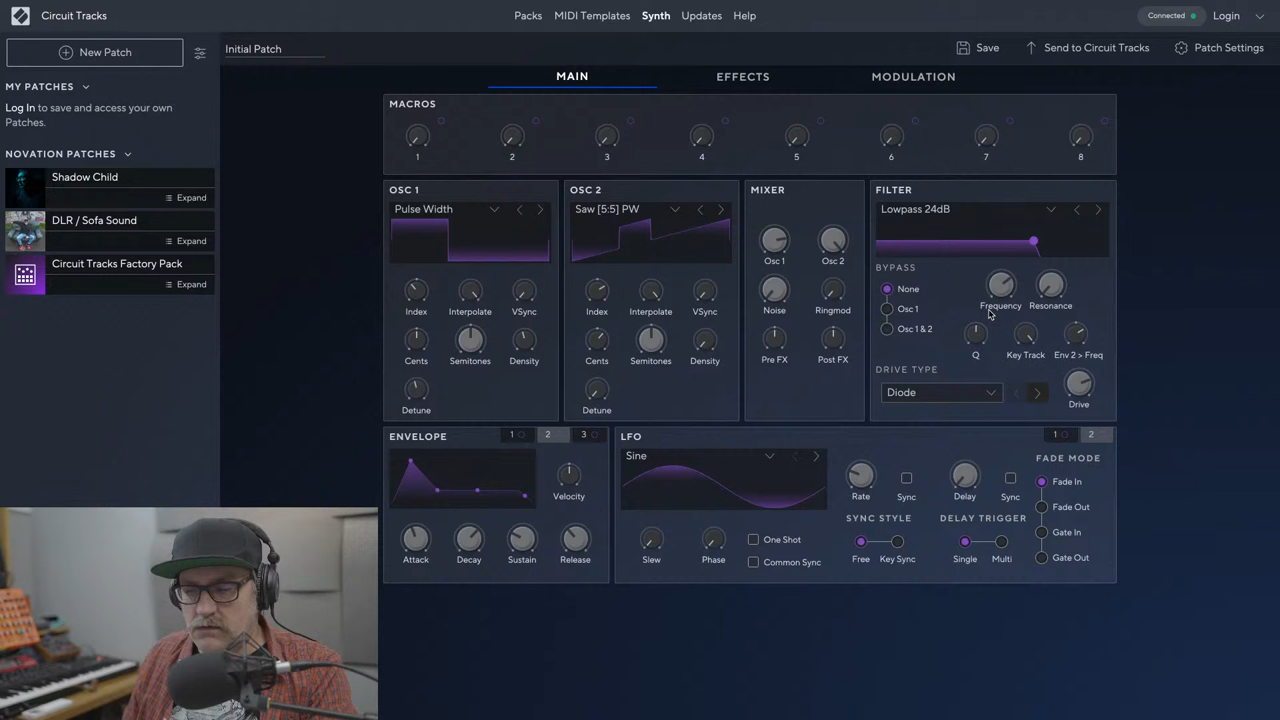 Circuit Tracks
Packs MIDI Templates Synth Updates Help
Connected Login
New Patch
Initial Patch
Save Send to Circuit Tracks Patch Settings
MY PATCHES
Log In to save and access your own
Patches.
NOVATION PATCHES
Shadow Child
Expand
DLR / Sofa Sound
Expand
Circuit Tracks Factory Pack
Expand
MAIN EFFECTS MODULATION
MACROS
1 2 3 4 5 6 7 8
OSC 1
Pulse Width
Index Interpolate VSync
Cents Semitones Density
Detune
OSC 2
Saw [5:5] PW
Index Interpolate VSync
Cents Semitones Density
Detune
MIXER
Osc 1 Osc 2
Noise Ringmod
Pre FX Post FX
FILTER
Lowpass 24dB
BYPASS
None
Osc 1
Osc 1 & 2
Frequency Resonance
Q Key Track Env 2 > Freq
DRIVE TYPE
Diode
Drive
ENVELOPE 1 2 3
Velocity
Attack Decay Sustain Release
LFO 1 2
Sine
Rate Sync Delay Sync
SYNC STYLE DELAY TRIGGER
Slew Phase
One Shot
Common Sync
Free Key Sync Single Multi
FADE MODE
Fade In
Fade Out
Gate In
Gate Out